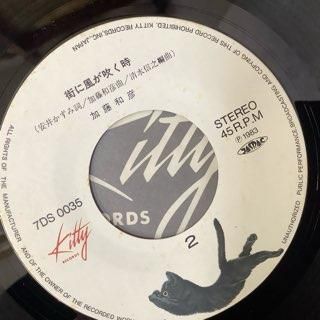 街に風が吹く時
(安井かずみ詞/加藤和彦曲/清水信之編曲)
加藤和彦
STEREO
45 R.P.M
Ⓟ 1983
JASRAC
7DS 0035
Kitty
RECORDS
2
Kitty
CORDS
ALL RIGHTS OF THE MANUFACTURER AND OF THE OWNER OF THE RECORDED WORK
UNAUTHORIZED PUBLIC PERFORMANCE, BROADCASTING AND COPYING OF THIS RECORD PROHIBITED. KITTY RECORDS INC., JAPAN